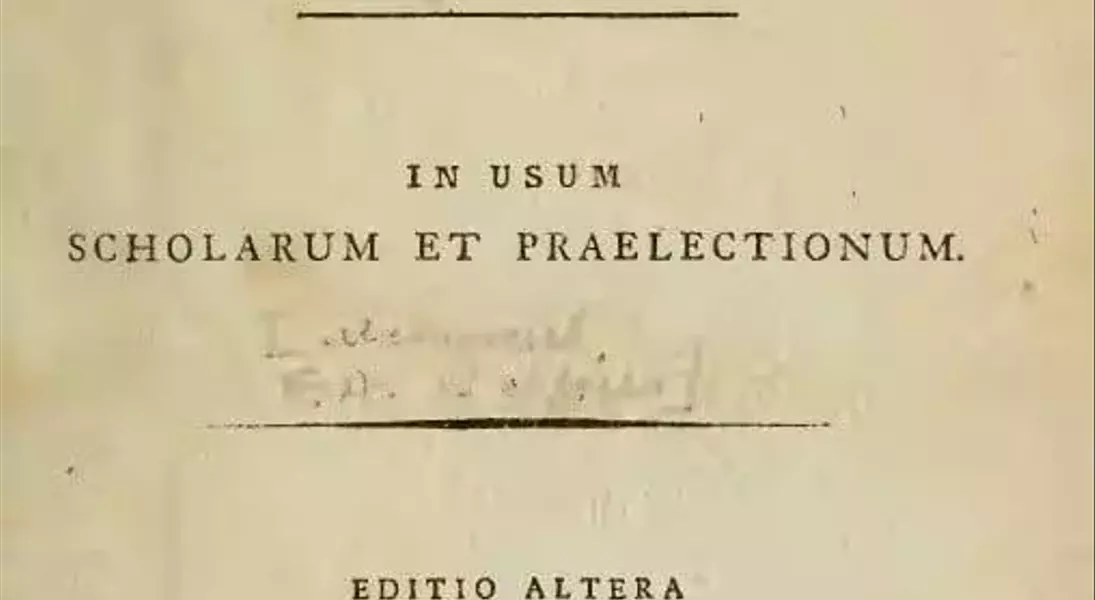 IN USUM
SCHOLARUM ET PRAELECTIONUM.
EDITIO ALTERA